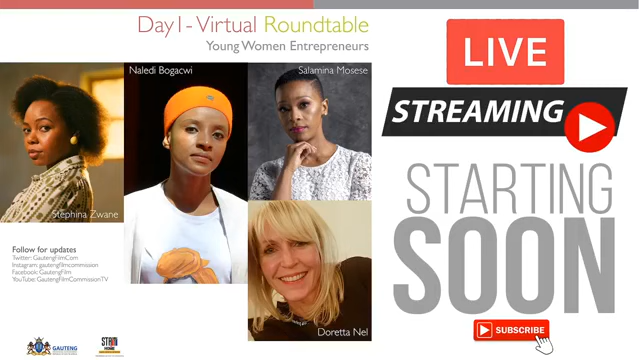 Day1- Virtual Roundtable
Young Women Entrepreneurs
Naledi Bogacwi
Salamina Mosese
Stephina Zwane
Doretta Nel
Follow for updates
Twitter: GautengFilmCom
Instagram: gautengfilmcommission
Facebook: GautengFilm
YouTube: GautengFilmCommissionTV
GAUTENG
LIVE
STREAMING
STARTING
SOON
SUBSCRIBE